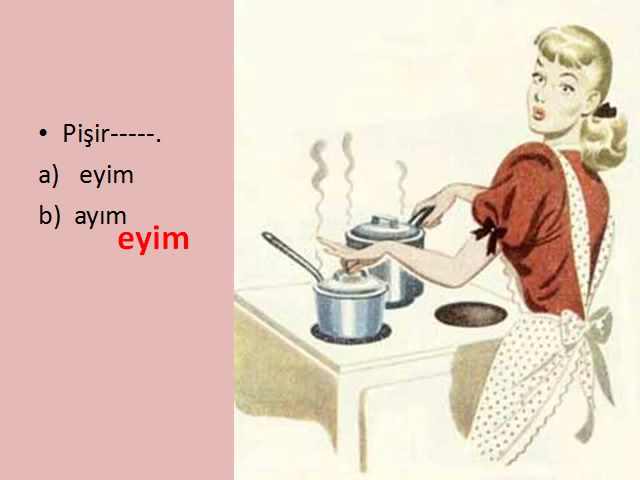 • Pişir-----.
a) eyim
b) ayım
eyim